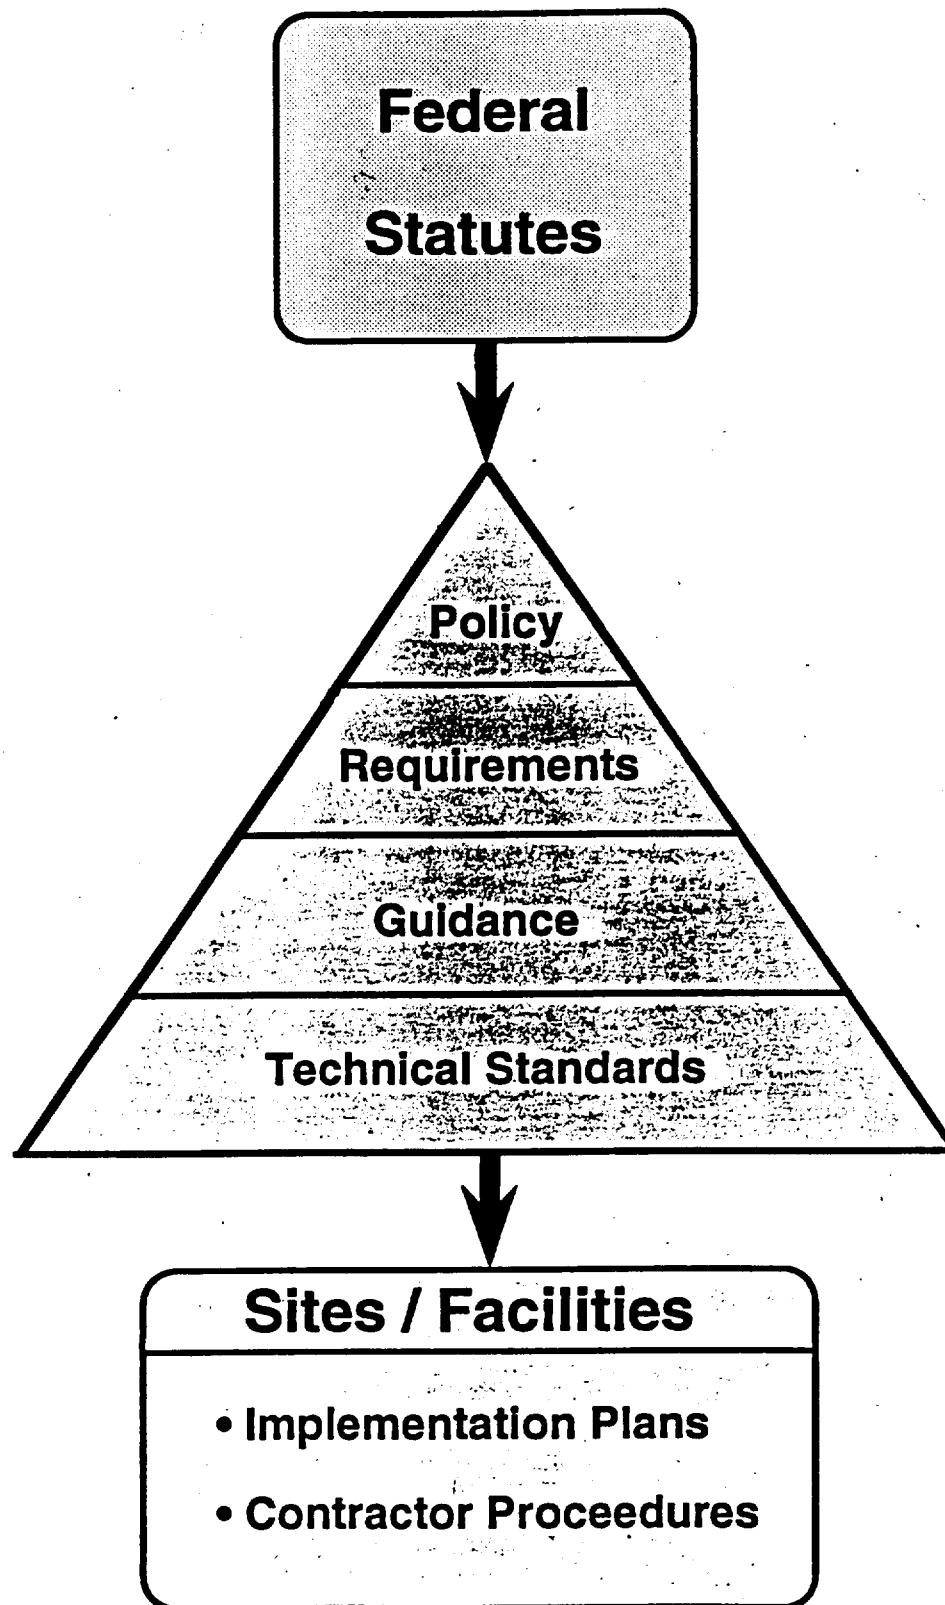 Federal
Statutes
Policy
Requirements
Guidance
Technical Standards
Sites / Facilities
• Implementation Plans
• Contractor Proceedures